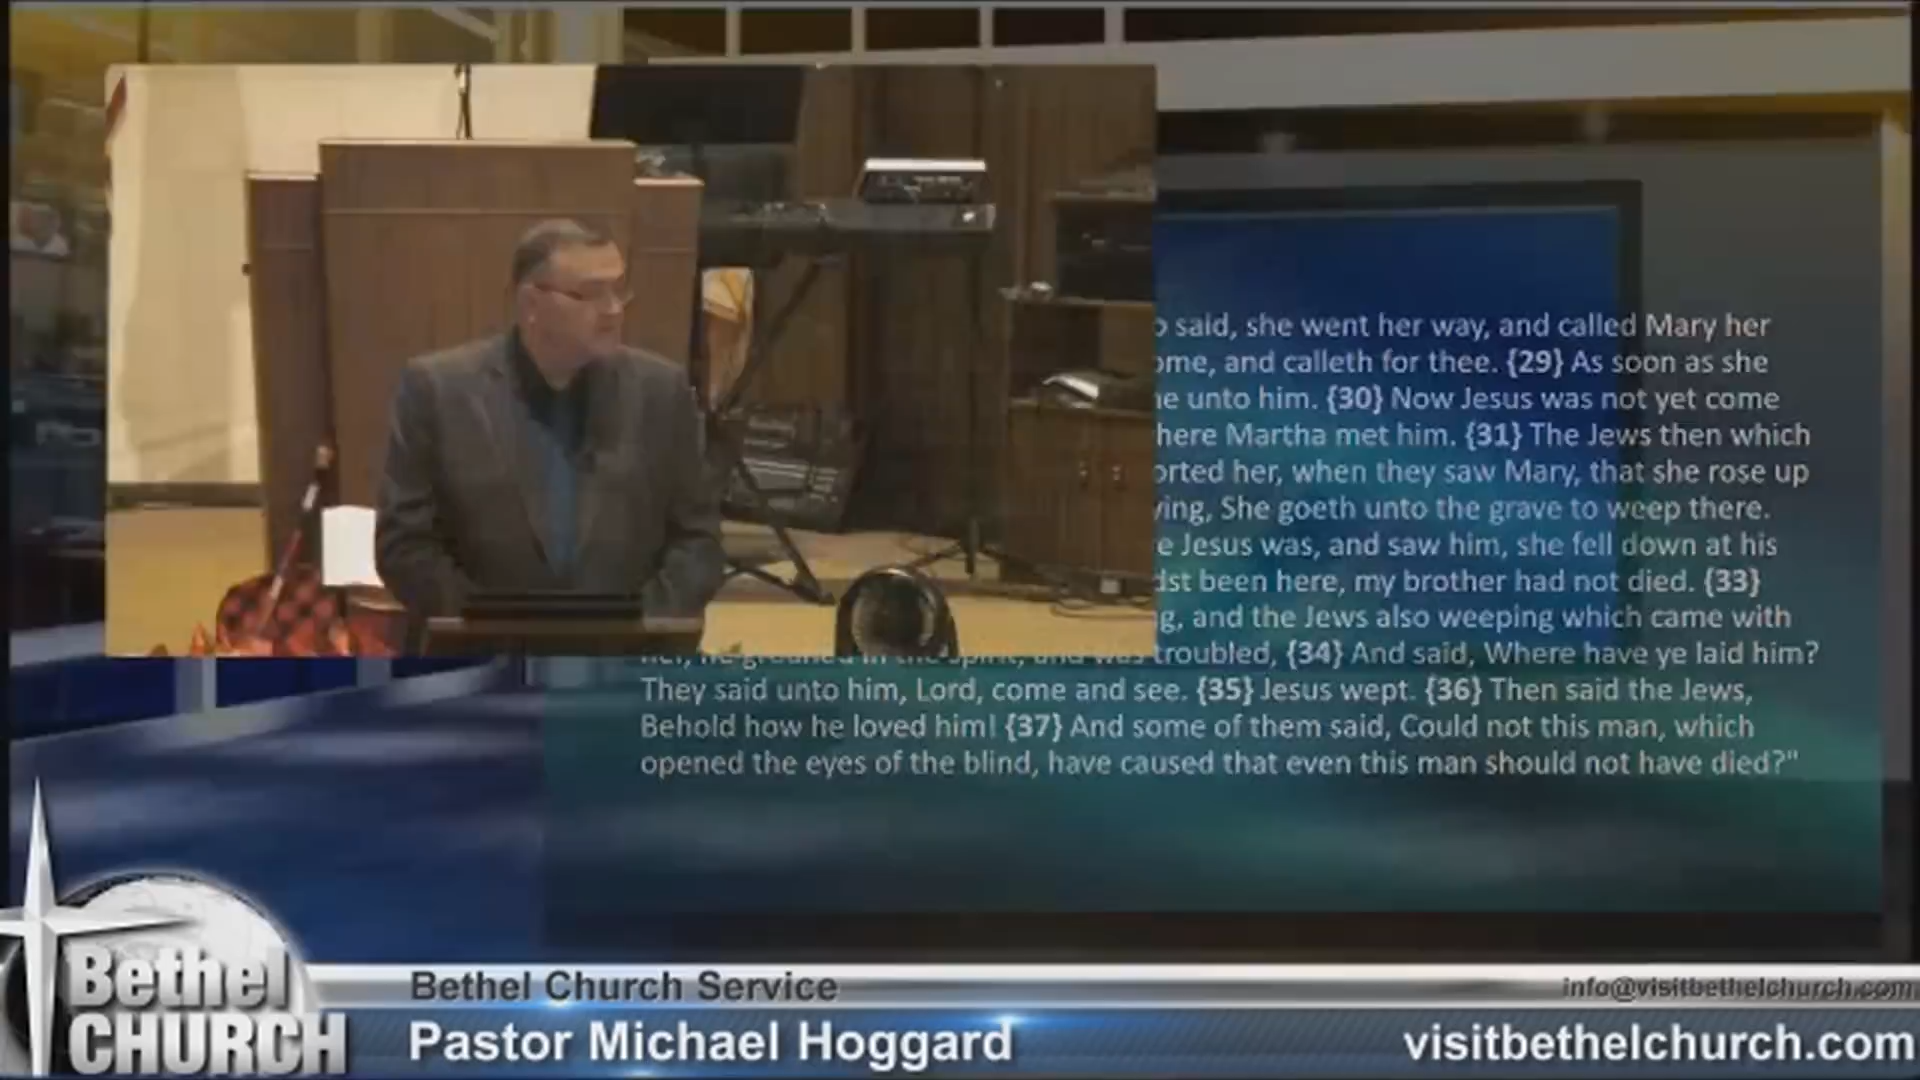 said, she went her way, and called Mary her
and calleth for thee. {29} As soon as she
unto him. {30} Now Jesus was not yet come
Martha met him. {31} The Jews then which
her, when they saw Mary, that she rose up
She goeth unto the grave to weep there.
Jesus was, and saw him, she fell down at his
been here, my brother had not died. {33}
and the Jews also weeping which came with
troubled, {34} And said, Where have ye laid him?
They said unto him, Lord, come and see. {35} Jesus wept. {36} Then said the Jews,
Behold how he loved him! {37} And some of them said, Could not this man, which
opened the eyes of the blind, have caused that even this man should not have died?"
Bethel
CHURCH
Bethel Church Service
info@visitbethelchurch.com
Pastor Michael Hoggard
visitbethelchurch.com